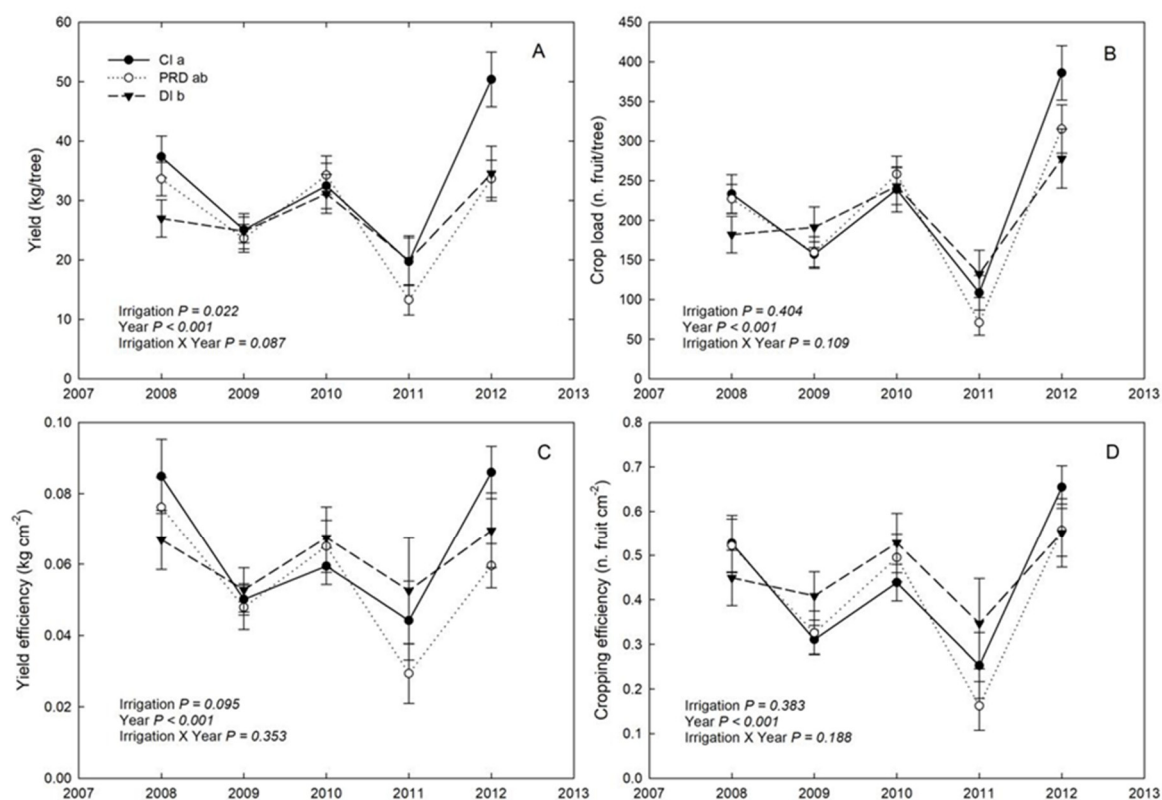 A
CI a
PRD ab
DI b
Yield (kg/tree)
60
50
40
30
20
10
0
Irrigation P = 0.022
Year P < 0.001
Irrigation X Year P = 0.087
2007 2008 2009 2010 2011 2012 2013
B
Crop load (n. fruit/tree)
450
400
350
300
250
200
150
100
50
0
Irrigation P = 0.404
Year P < 0.001
Irrigation X Year P = 0.109
2007 2008 2009 2010 2011 2012 2013
C
Yield efficiency (kg cm-2)
0.10
0.08
0.06
0.04
0.02
0.00
Irrigation P = 0.095
Year P < 0.001
Irrigation X Year P = 0.353
2007 2008 2009 2010 2011 2012 2013
D
Cropping efficiency (n. fruit cm-2)
0.8
0.7
0.6
0.5
0.4
0.3
0.2
0.1
0.0
Irrigation P = 0.383
Year P < 0.001
Irrigation X Year P = 0.188
2007 2008 2009 2010 2011 2012 2013